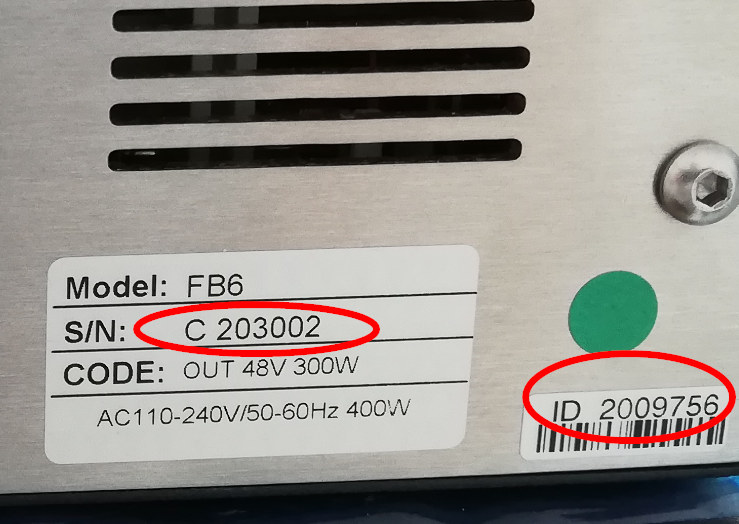 Model: FB6
S/N: C 203002
CODE: OUT 48V 300W
AC110-240V/50-60Hz 400W
ID 2009756